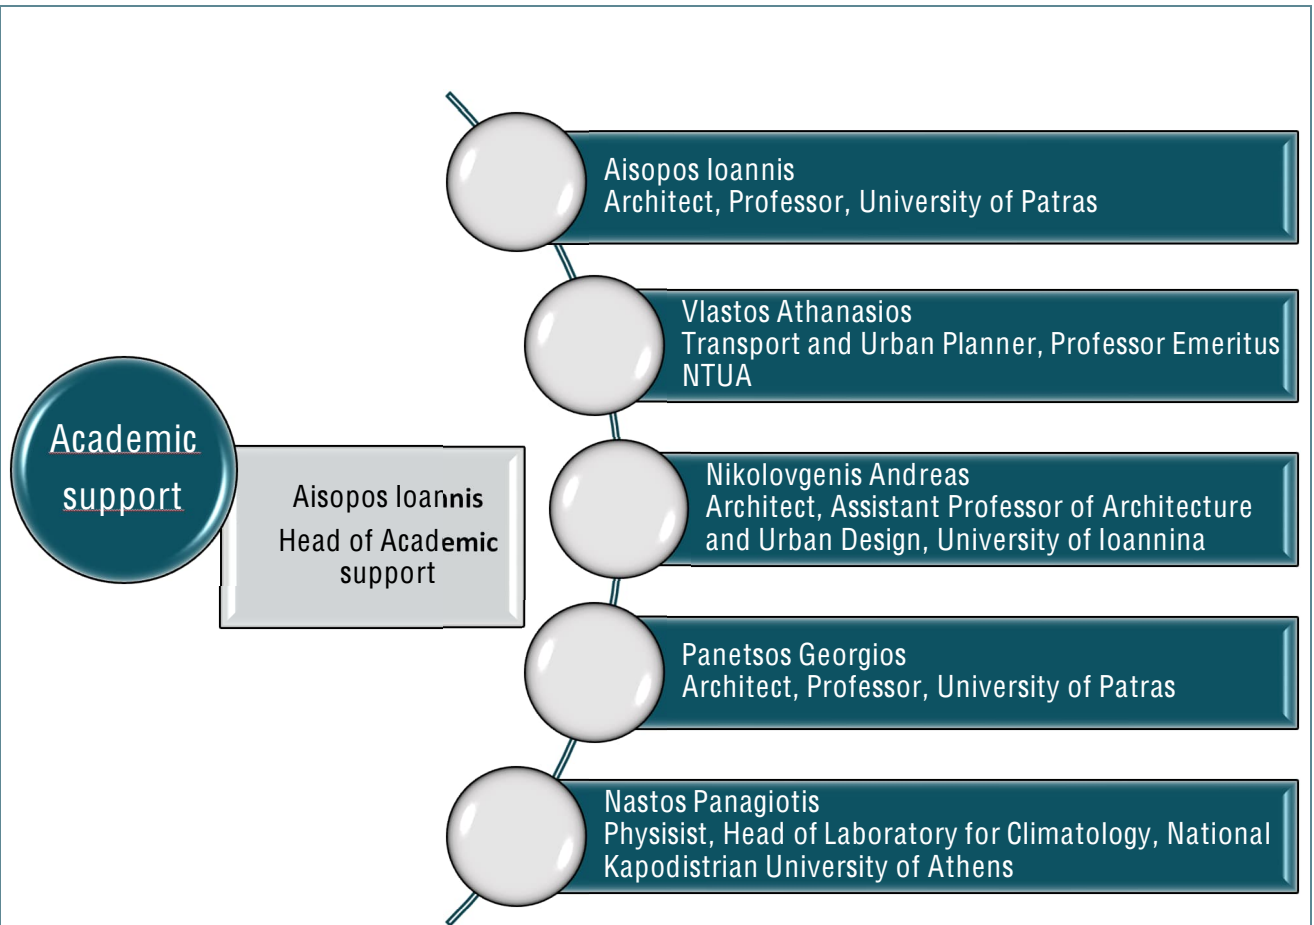 Academic
support
Aisopos Ioannis
Head of Academic
support
Aisopos Ioannis
Architect, Professor, University of Patras
Vlastos Athanasios
Transport and Urban Planner, Professor Emeritus
NTUA
Nikolovgenis Andreas
Architect, Assistant Professor of Architecture
and Urban Design, University of Ioannina
Panetsos Georgios
Architect, Professor, University of Patras
Nastos Panagiotis
Physisist, Head of Laboratory for Climatology, National
Kapodistrian University of Athens